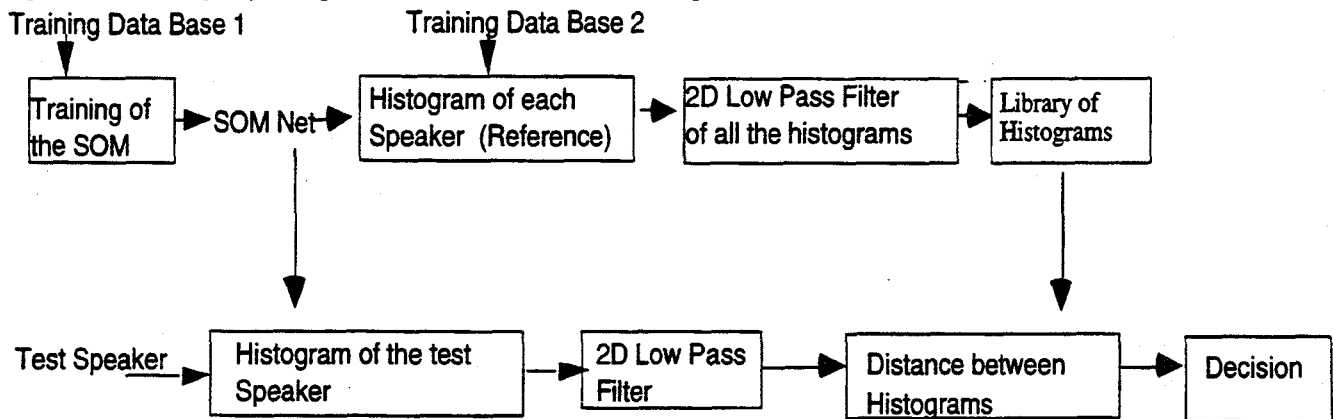 Training Data Base 1
Training Data Base 2
Training of
the SOM
SOM Net
Histogram of each
Speaker (Reference)
2D Low Pass Filter
of all the histograms
Library of
Histograms
Test Speaker
Histogram of the test
Speaker
2D Low Pass
Filter
Distance between
Histograms
Decision